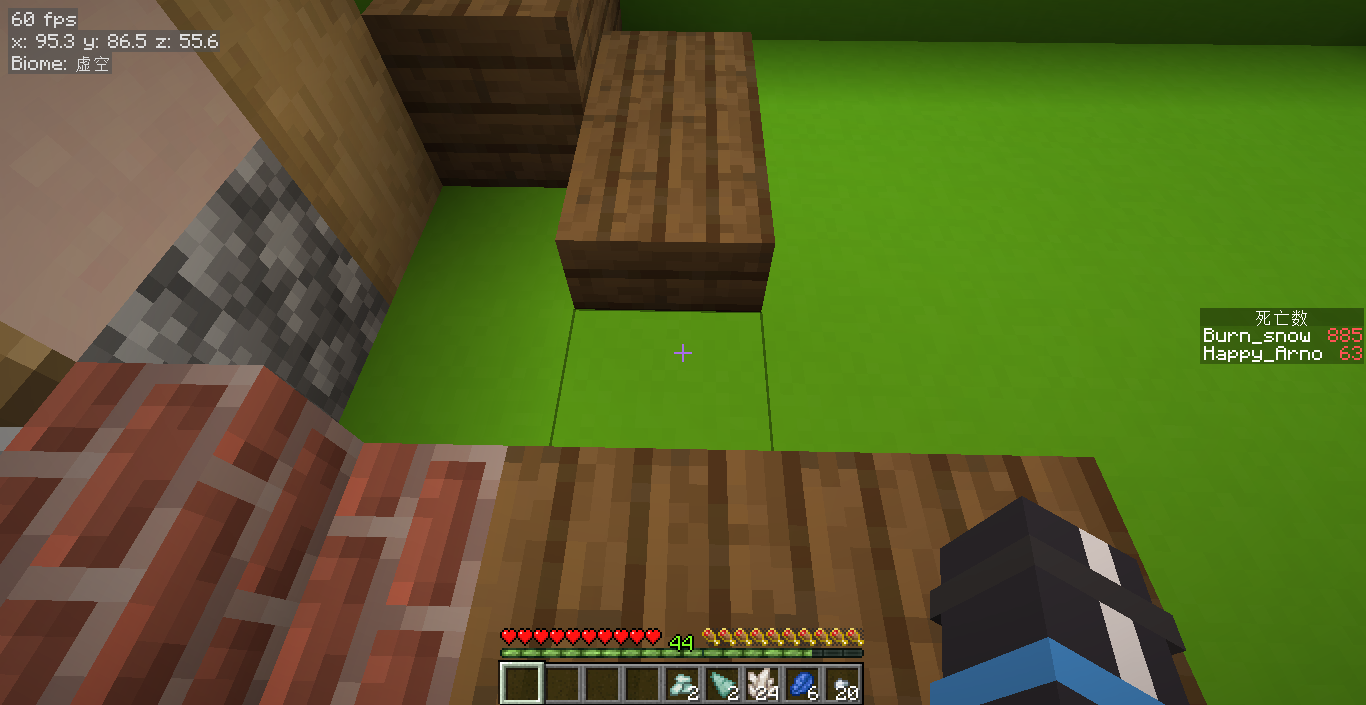 60 fps
x: 95.3 y: 86.5 z: 55.6
Biome: 虚空
死亡数
Burn_snow 885
Happy_Arno 63
44
2 2 24 6 20